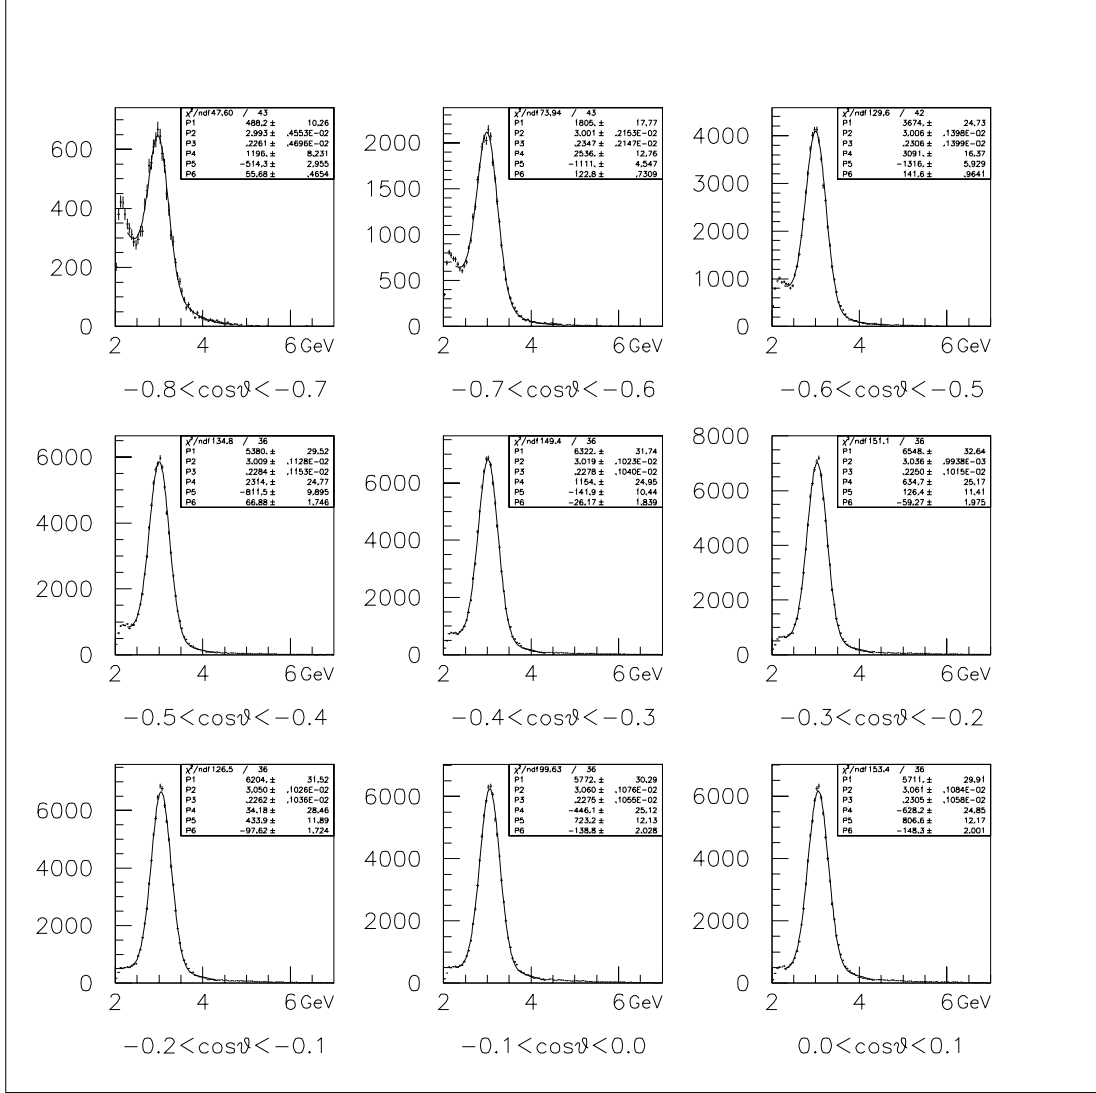 χ²/ndf 47.60 / 43
P1 488.2 ± 10.26
P2 2.993 ± .4553E-02
P3 .2261 ± .4696E-02
P4 1196. ± 8.231
P5 -514.3 ± 2.955
P6 55.68 ± .4654
600
400
200
0
2 4 6 GeV
−0.8<cosϑ<−0.7
χ²/ndf 73.94 / 43
P1 1805. ± 17.77
P2 3.001 ± .2153E-02
P3 .2347 ± .2147E-02
P4 2536. ± 12.76
P5 -1111. ± 4.547
P6 122.8 ± .7309
2000
1500
1000
500
0
2 4 6 GeV
−0.7<cosϑ<−0.6
χ²/ndf 129.6 / 42
P1 3674. ± 24.73
P2 3.006 ± .1398E-02
P3 .2306 ± .1399E-02
P4 3091. ± 16.37
P5 -1316. ± 5.929
P6 141.6 ± .9641
4000
3000
2000
1000
0
2 4 6 GeV
−0.6<cosϑ<−0.5
χ²/ndf 134.8 / 36
P1 5380. ± 29.52
P2 3.009 ± .1128E-02
P3 .2284 ± .1153E-02
P4 2314. ± 24.77
P5 -811.5 ± 9.895
P6 66.88 ± 1.746
6000
4000
2000
0
2 4 6 GeV
−0.5<cosϑ<−0.4
χ²/ndf 149.4 / 36
P1 6322. ± 31.74
P2 3.019 ± .1023E-02
P3 .2278 ± .1040E-02
P4 1154. ± 24.95
P5 -141.9 ± 10.44
P6 -26.17 ± 1.839
6000
4000
2000
0
2 4 6 GeV
−0.4<cosϑ<−0.3
χ²/ndf 151.1 / 36
P1 6548. ± 32.64
P2 3.036 ± .9938E-03
P3 .2250 ± .1015E-02
P4 634.7 ± 25.17
P5 126.4 ± 11.41
P6 -59.27 ± 1.975
8000
6000
4000
2000
0
2 4 6 GeV
−0.3<cosϑ<−0.2
χ²/ndf 126.5 / 36
P1 6204. ± 31.52
P2 3.050 ± .1026E-02
P3 .2262 ± .1036E-02
P4 34.18 ± 28.46
P5 433.9 ± 11.89
P6 -97.62 ± 1.724
6000
4000
2000
0
2 4 6 GeV
−0.2<cosϑ<−0.1
χ²/ndf 99.63 / 36
P1 5772. ± 30.29
P2 3.060 ± .1076E-02
P3 .2275 ± .1055E-02
P4 -446.1 ± 25.12
P5 723.2 ± 12.13
P6 -138.8 ± 2.028
6000
4000
2000
0
2 4 6 GeV
−0.1<cosϑ<0.0
χ²/ndf 153.4 / 36
P1 5711. ± 29.91
P2 3.061 ± .1084E-02
P3 .2305 ± .1058E-02
P4 -628.2 ± 24.85
P5 806.6 ± 12.17
P6 -148.3 ± 2.001
6000
4000
2000
0
2 4 6 GeV
0.0<cosϑ<0.1